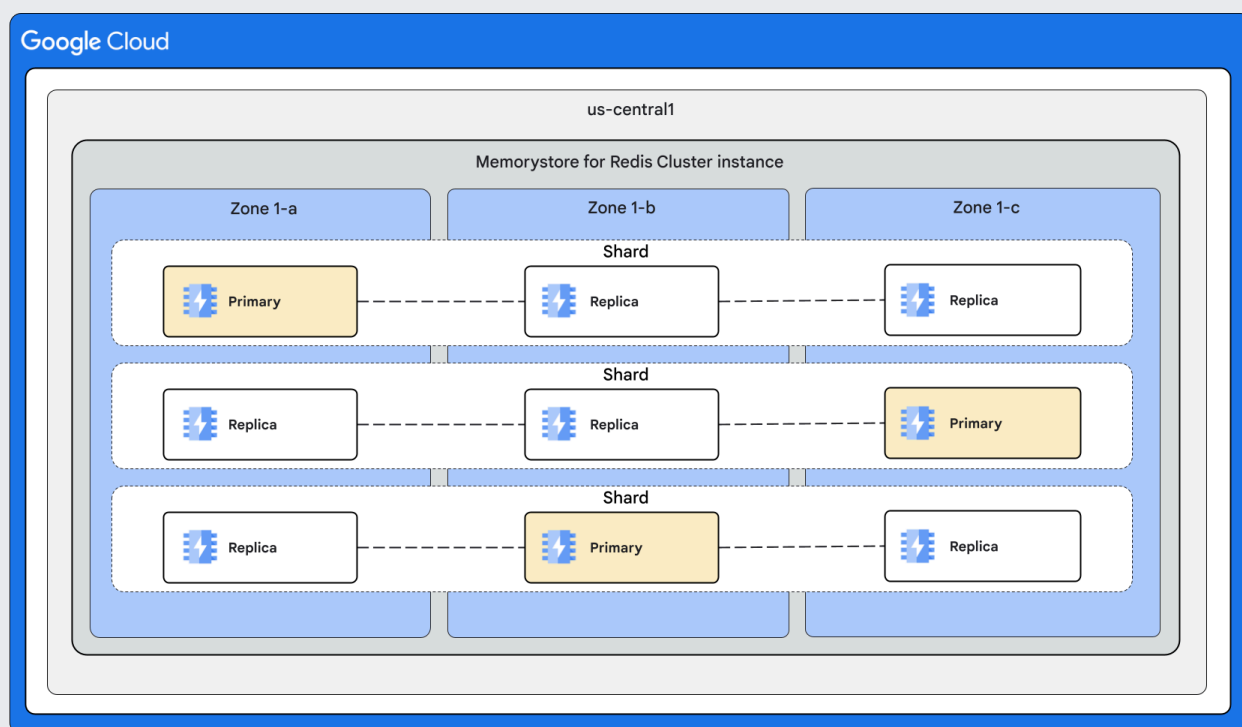 Google Cloud
us-central1
Memorystore for Redis Cluster instance
Zone 1-a
Zone 1-b
Zone 1-c
Shard
Primary
Replica
Replica
Shard
Replica
Replica
Primary
Shard
Replica
Primary
Replica